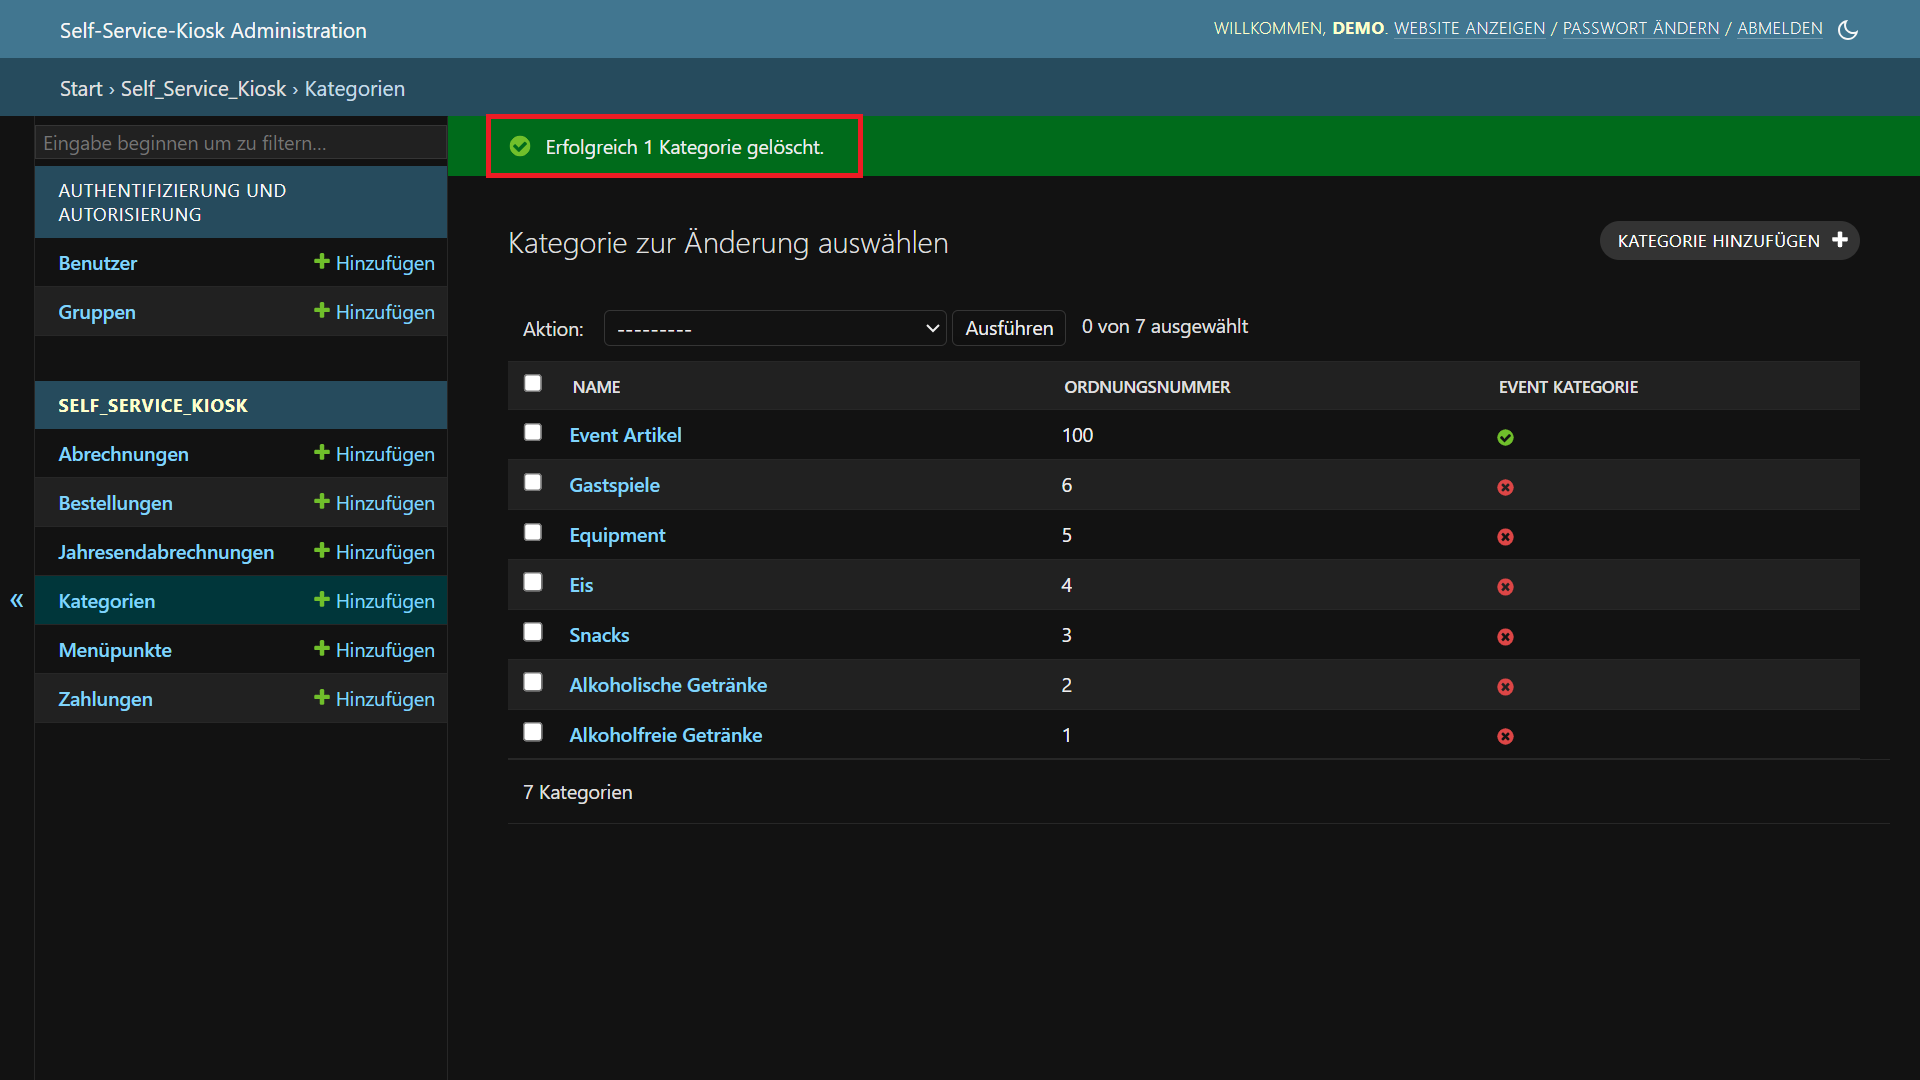 Self-Service-Kiosk Administration
WILLKOMMEN, DEMO. WEBSITE ANZEIGEN / PASSWORT ÄNDERN / ABMELDEN
Start › Self_Service_Kiosk › Kategorien
Eingabe beginnen um zu filtern...
AUTHENTIFIZIERUNG UND
AUTORISIERUNG
Benutzer Hinzufügen
Gruppen Hinzufügen
SELF_SERVICE_KIOSK
Abrechnungen Hinzufügen
Bestellungen Hinzufügen
Jahresendabrechnungen Hinzufügen
Kategorien Hinzufügen
Menüpunkte Hinzufügen
Zahlungen Hinzufügen
«
Erfolgreich 1 Kategorie gelöscht.
Kategorie zur Änderung auswählen
KATEGORIE HINZUFÜGEN
Aktion: --------- Ausführen 0 von 7 ausgewählt
NAME ORDNUNGSNUMMER EVENT KATEGORIE
Event Artikel 100
Gastspiele 6
Equipment 5
Eis 4
Snacks 3
Alkoholische Getränke 2
Alkoholfreie Getränke 1
7 Kategorien